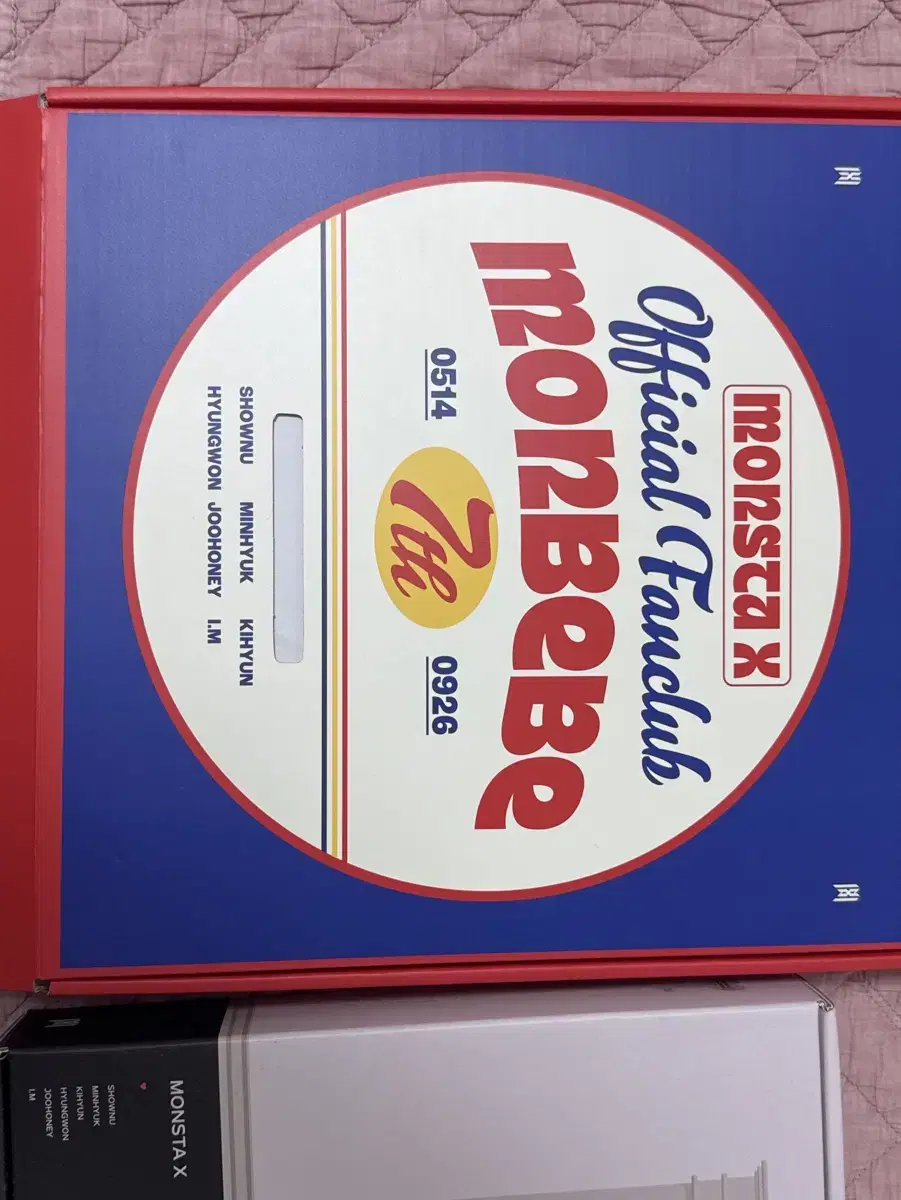 MONSTA X
Official Fanclub
MONBEBE
0514 7th 0926
SHOWNU MINHYUK KIHYUN
HYUNGWON JOOHONEY I.M
MONSTA X
SHOWNU
MINHYUK
KIHYUN
HYUNGWON
JOOHONEY
I.M